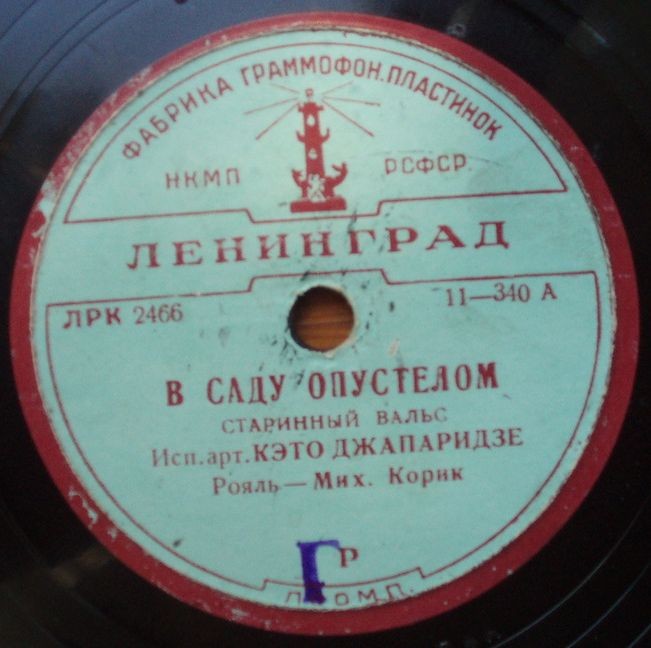 ФАБРИКА ГРАММОФОН. ПЛАСТИНОК
НКМП РСФСР.
ЛЕНИНГРАД
ЛРК 2466 11—340 А
В САДУ ОПУСТЕЛОМ
СТАРИННЫЙ ВАЛЬС
Исп. арт. КЭТО ДЖАПАРИДЗЕ
Рояль — Мих. Корик
Гр